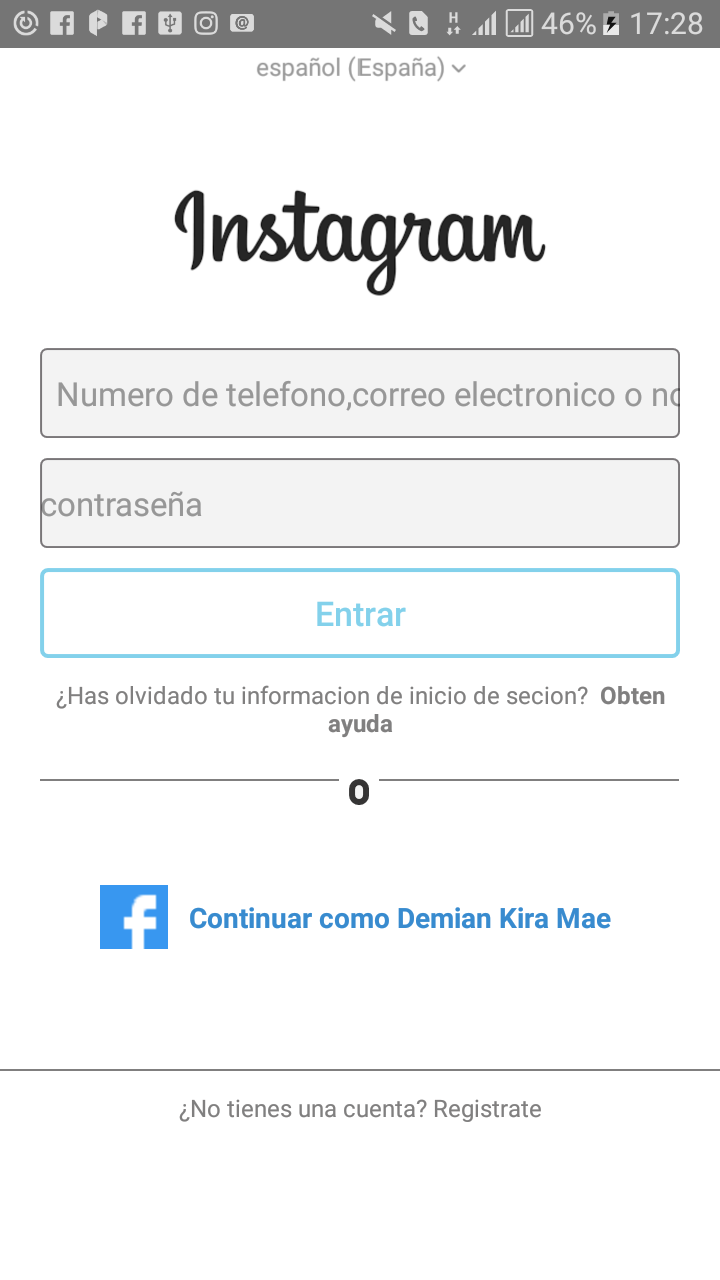 H 46% 17:28
español (España)
Instagram
Numero de telefono,correo electronico o no
contraseña
Entrar
¿Has olvidado tu informacion de inicio de secion? Obten
ayuda
O
Continuar como Demian Kira Mae
¿No tienes una cuenta? Registrate